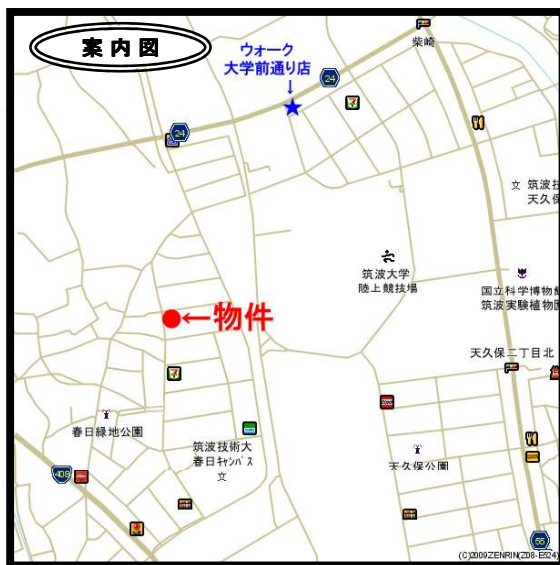 案内図
ウォーク
大学前通り店
↓
24
柴崎
24
7
文 筑波技
天久保
筑波大学
陸上競技場
国立科学博物館
筑波実験植物園
←物件
天久保二丁目北
7
春日緑地公園
筑波技術大
春日ｷｬﾝﾊﾟｽ
文
天久保公園
408
55
(C)2009ZENRIN(Z08-E524)